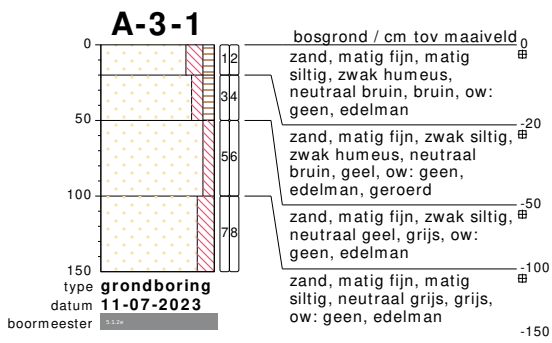 A-3-1
bosgrond / cm tov maaiveld
0
0
zand, matig fijn, matig
siltig, zwak humeus,
neutraal bruin, bruin, ow:
geen, edelman
1 2
3 4
-20
zand, matig fijn, zwak siltig,
zwak humeus, neutraal
bruin, geel, ow: geen,
edelman, geroerd
50
5 6
-50
zand, matig fijn, zwak siltig,
neutraal geel, grijs, ow:
geen, edelman
100
7 8
-100
zand, matig fijn, matig
siltig, neutraal grijs, grijs,
ow: geen, edelman
150
-150
type grondboring
datum 11-07-2023
boormeester 5.1.2e